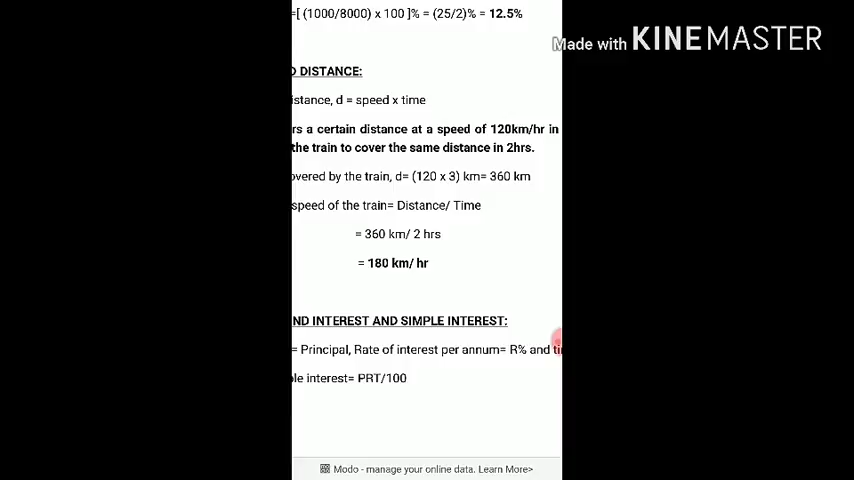 =[ (1000/8000) x 100 ]% = (25/2)% = 12.5%
Made with KINEMASTER
D DISTANCE:
istance, d = speed x time
rs a certain distance at a speed of 120km/hr in
the train to cover the same distance in 2hrs.
overed by the train, d= (120 x 3) km= 360 km
speed of the train= Distance/ Time
= 360 km/ 2 hrs
= 180 km/ hr
ND INTEREST AND SIMPLE INTEREST:
= Principal, Rate of interest per annum= R% and ti
ple interest= PRT/100
Modo - manage your online data. Learn More>